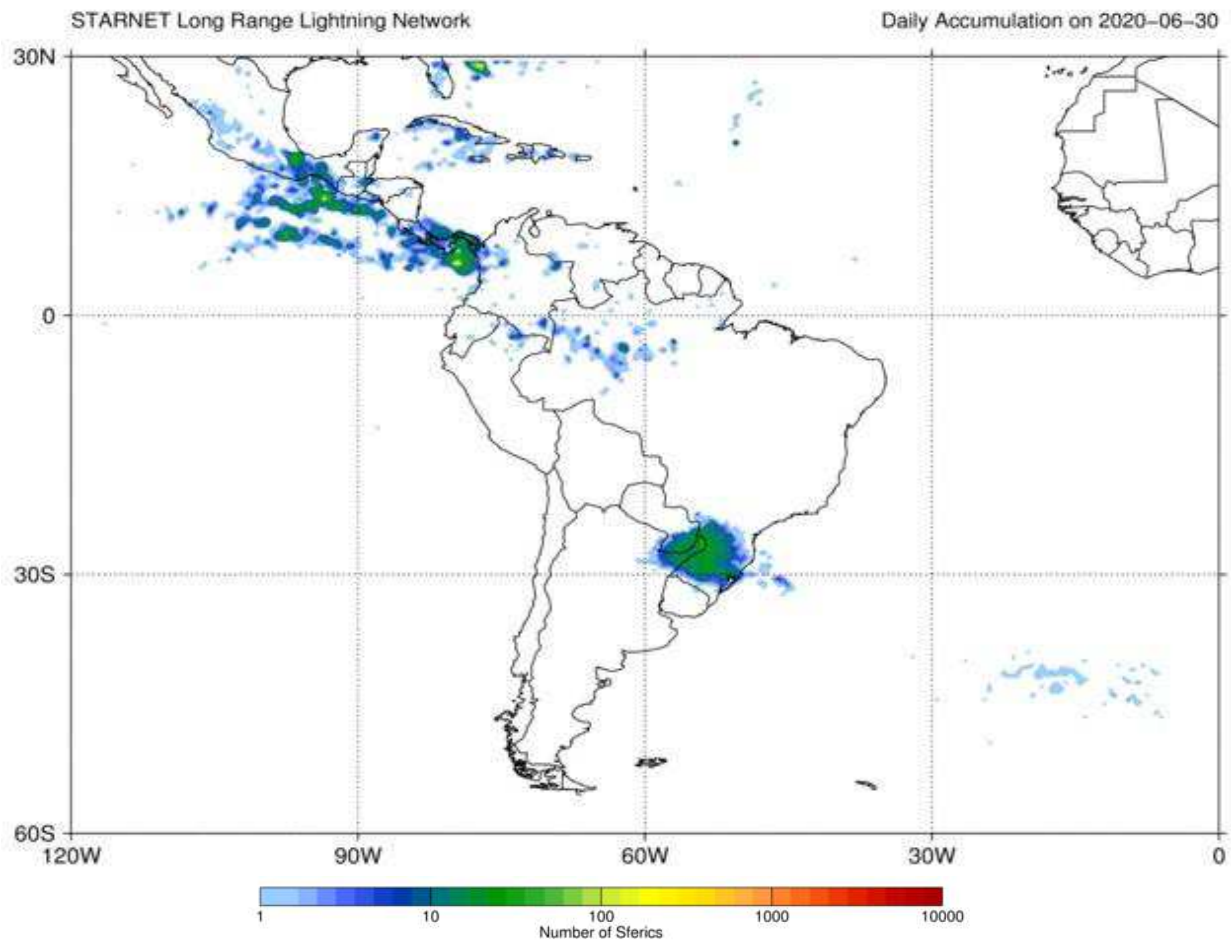 STARNET Long Range Lightning Network
Daily Accumulation on 2020−06−30
30N
0
30S
60S
120W 90W 60W 30W 0
1 10 100 1000 10000
Number of Sferics